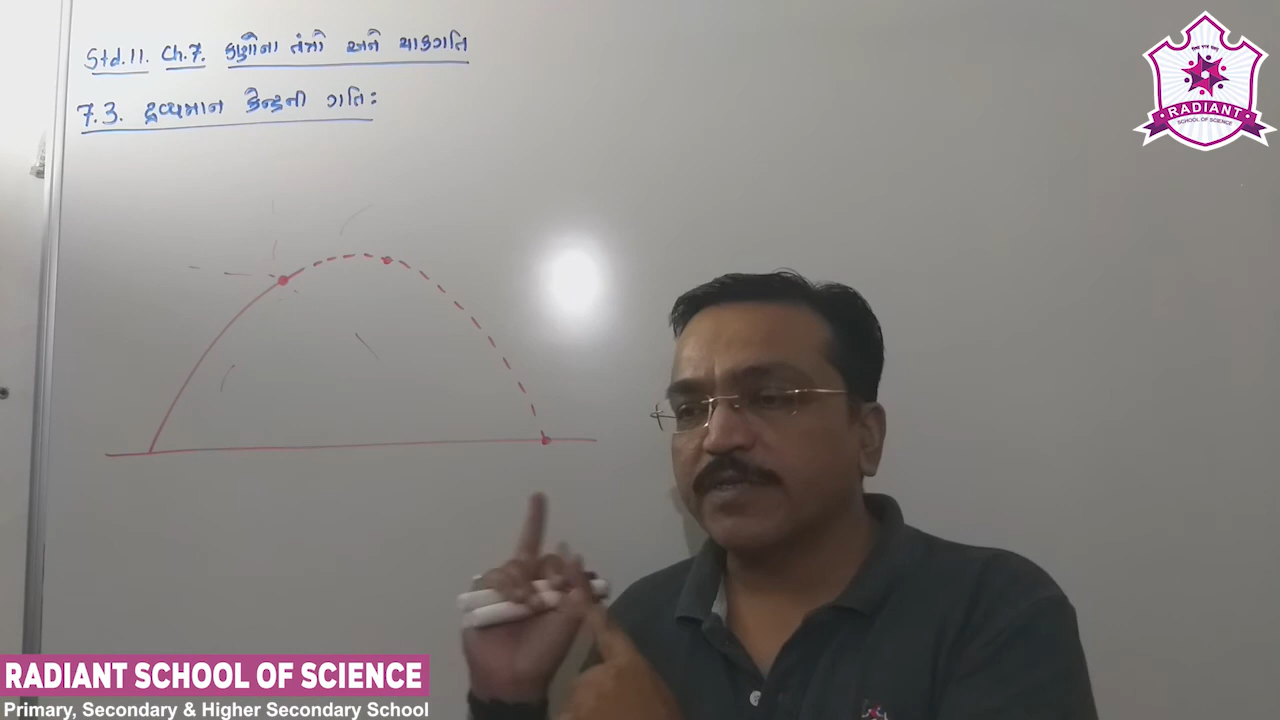 Std.11. Ch.7. કણોના તંત્રો અને ચાકગતિ
7.3. દ્રવ્યમાન કેન્દ્રની ગતિ:
RADIANT
SCHOOL OF SCIENCE
RADIANT SCHOOL OF SCIENCE
Primary, Secondary & Higher Secondary School